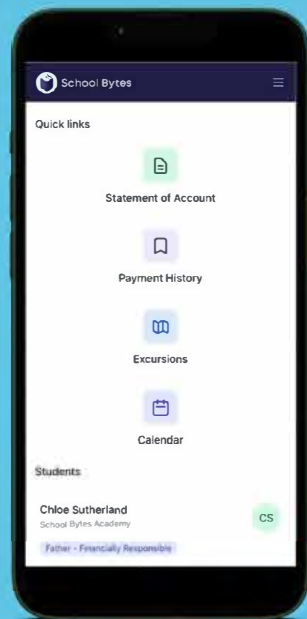 School Bytes
Quick links
Statement of Account
Payment History
Excursions
Calendar
Students
Chloe Sutherland
School Bytes Academy
CS
Father - Financially Responsible